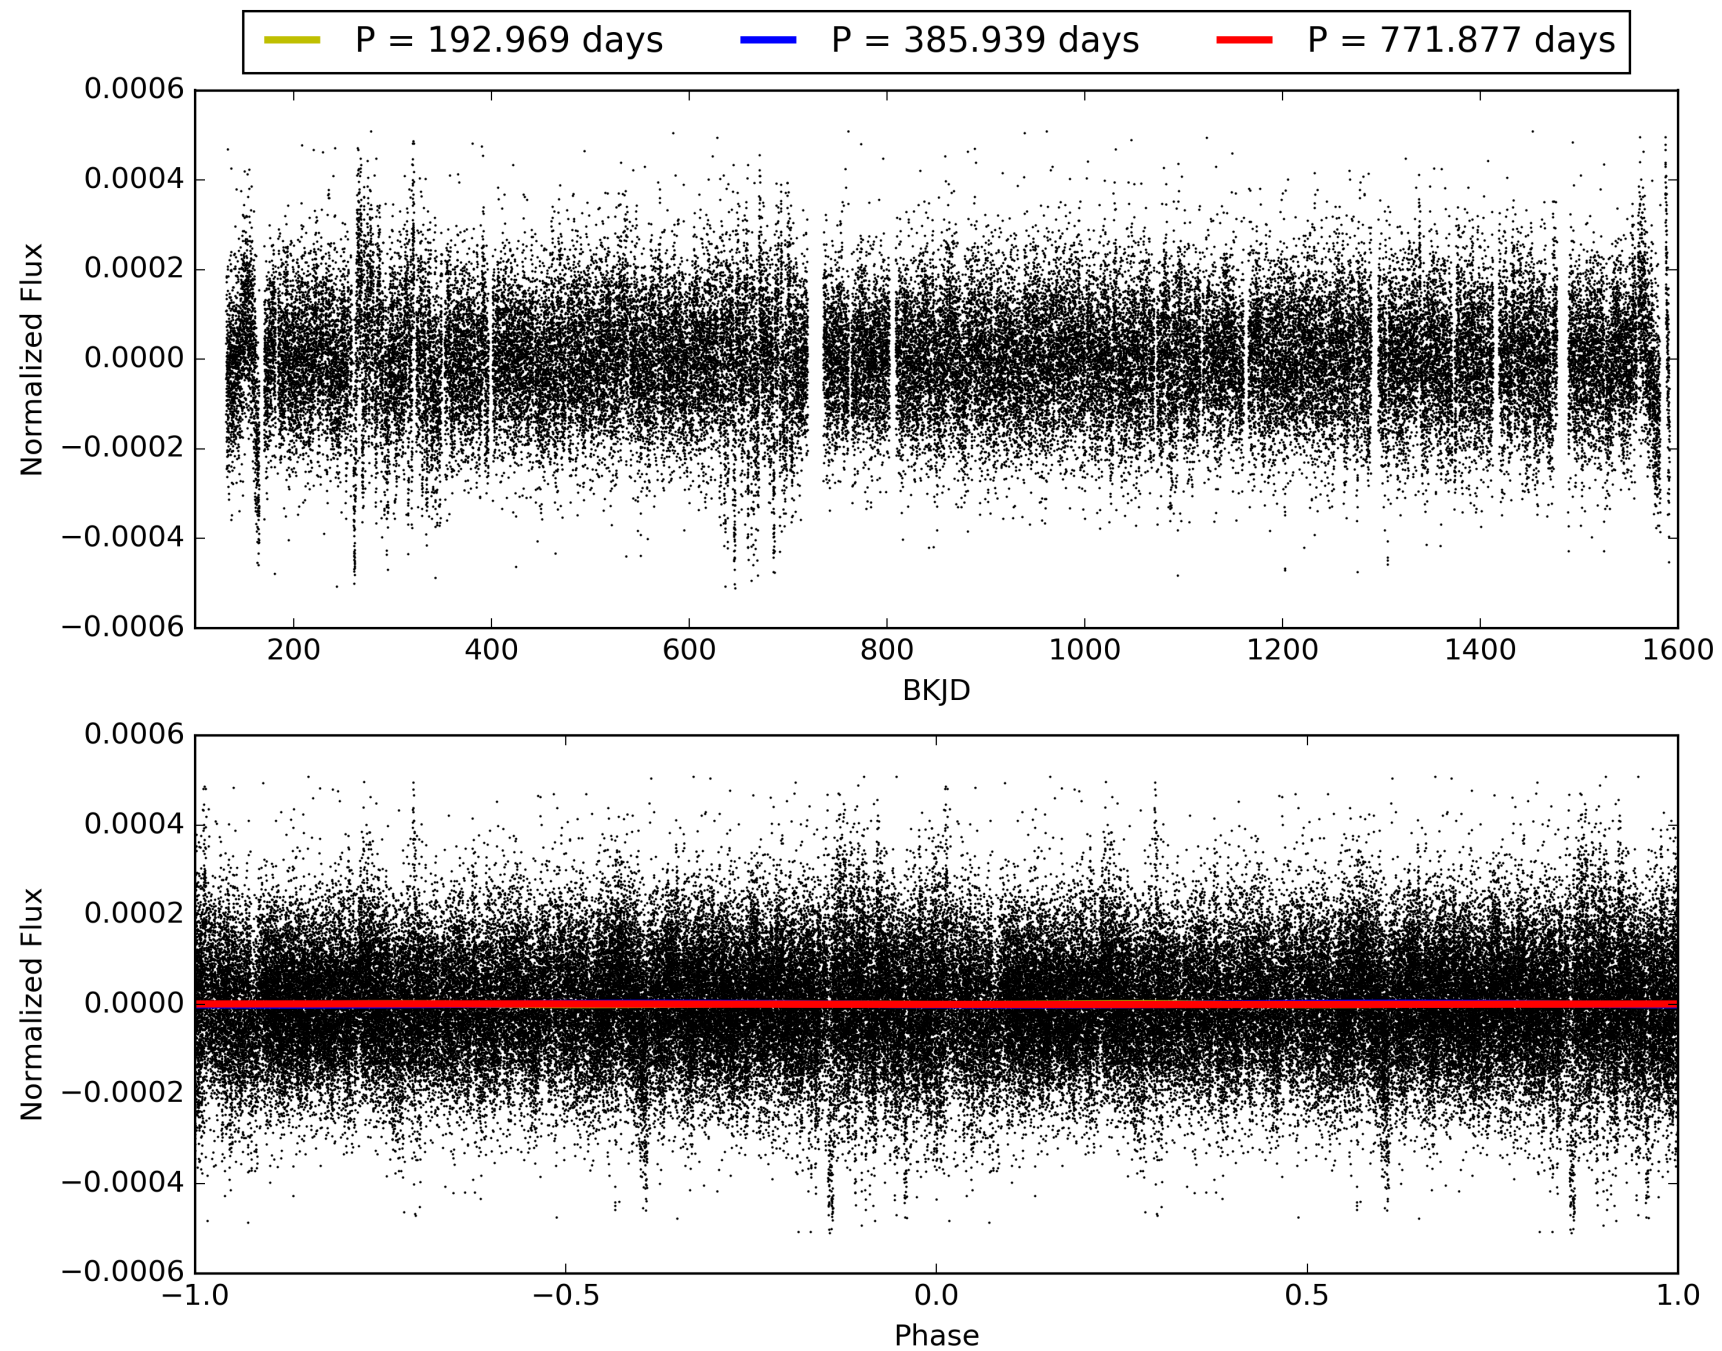 P = 192.969 days P = 385.939 days P = 771.877 days
0.0006
0.0004
0.0002
0.0000
−0.0002
−0.0004
−0.0006
Normalized Flux
200 400 600 800 1000 1200 1400 1600
BKJD
0.0006
0.0004
0.0002
0.0000
−0.0002
−0.0004
−0.0006
Normalized Flux
−1.0 −0.5 0.0 0.5 1.0
Phase